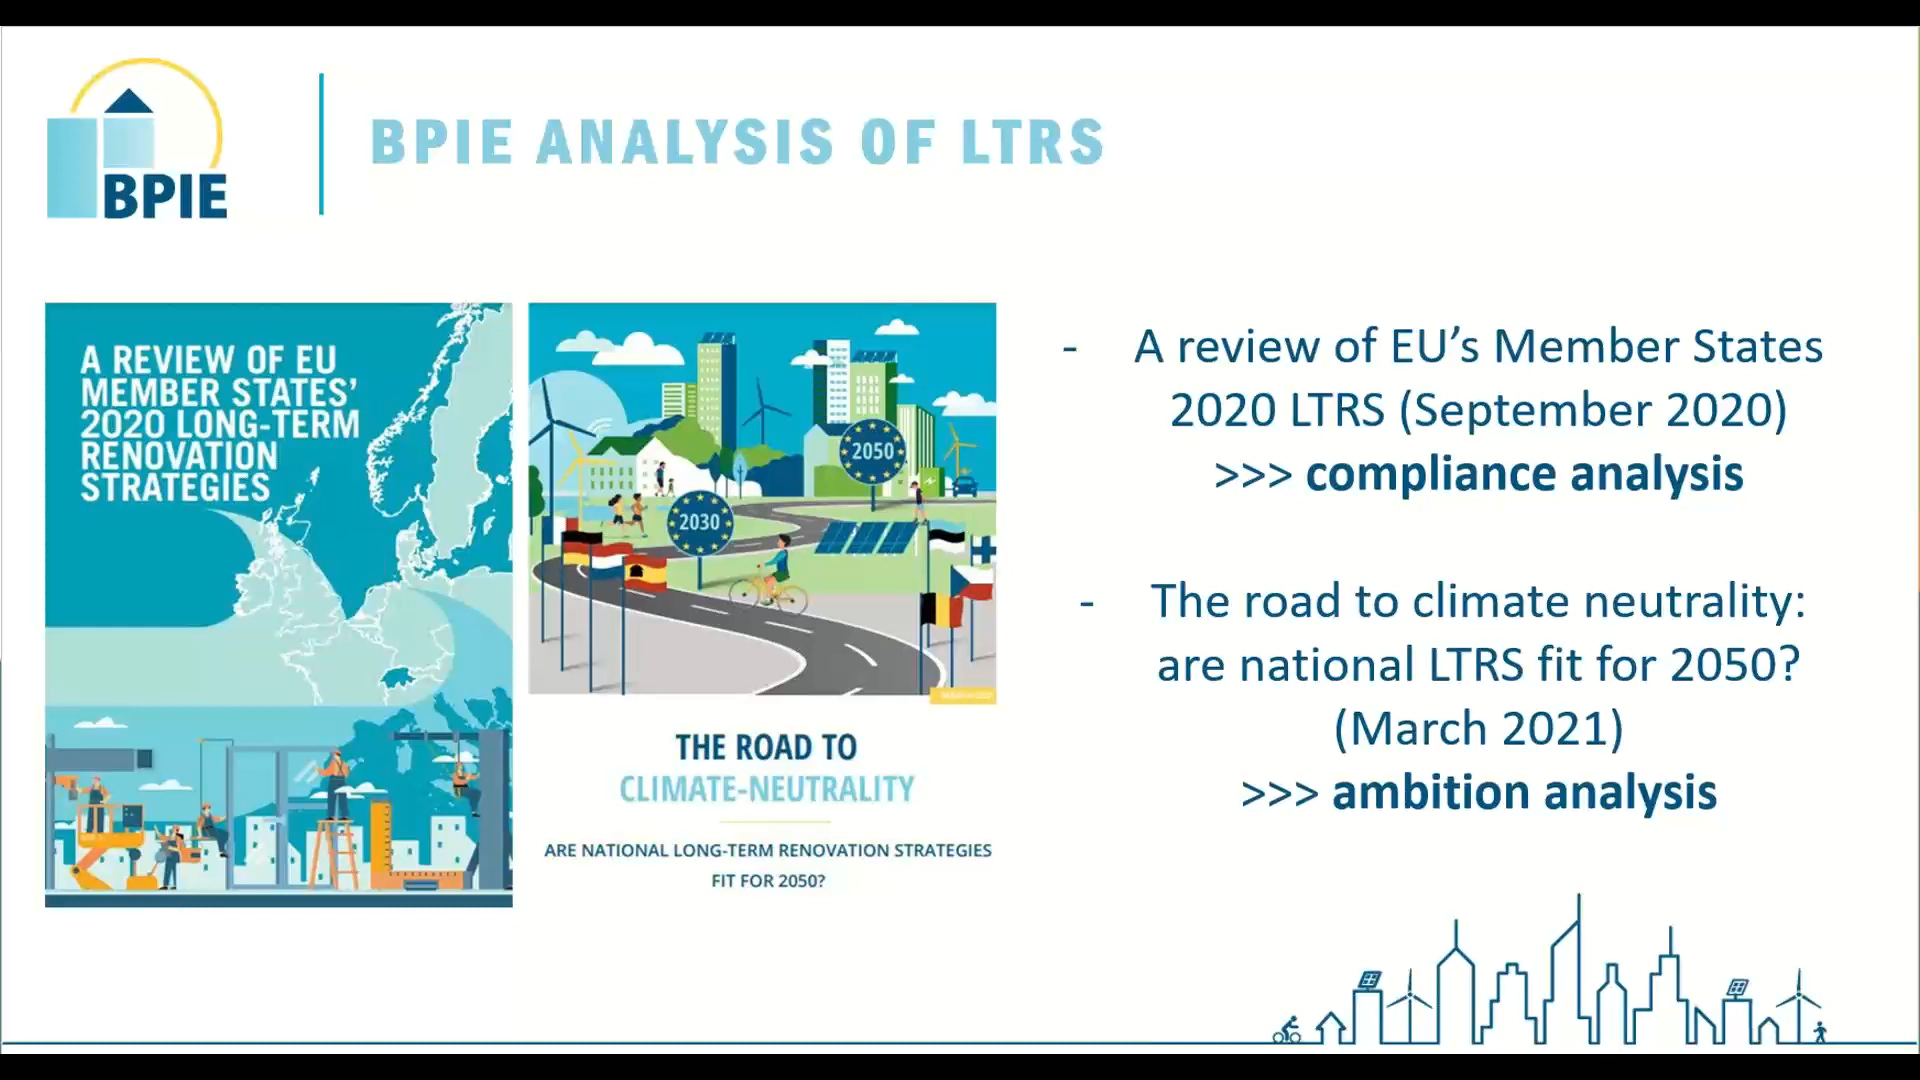 BPIE
BPIE ANALYSIS OF LTRS
A REVIEW OF EU
MEMBER STATES'
2020 LONG-TERM
RENOVATION
STRATEGIES
2050
2030
THE ROAD TO
CLIMATE-NEUTRALITY
ARE NATIONAL LONG-TERM RENOVATION STRATEGIES
FIT FOR 2050?
- A review of EU’s Member States
2020 LTRS (September 2020)
>>> compliance analysis
- The road to climate neutrality:
are national LTRS fit for 2050?
(March 2021)
>>> ambition analysis